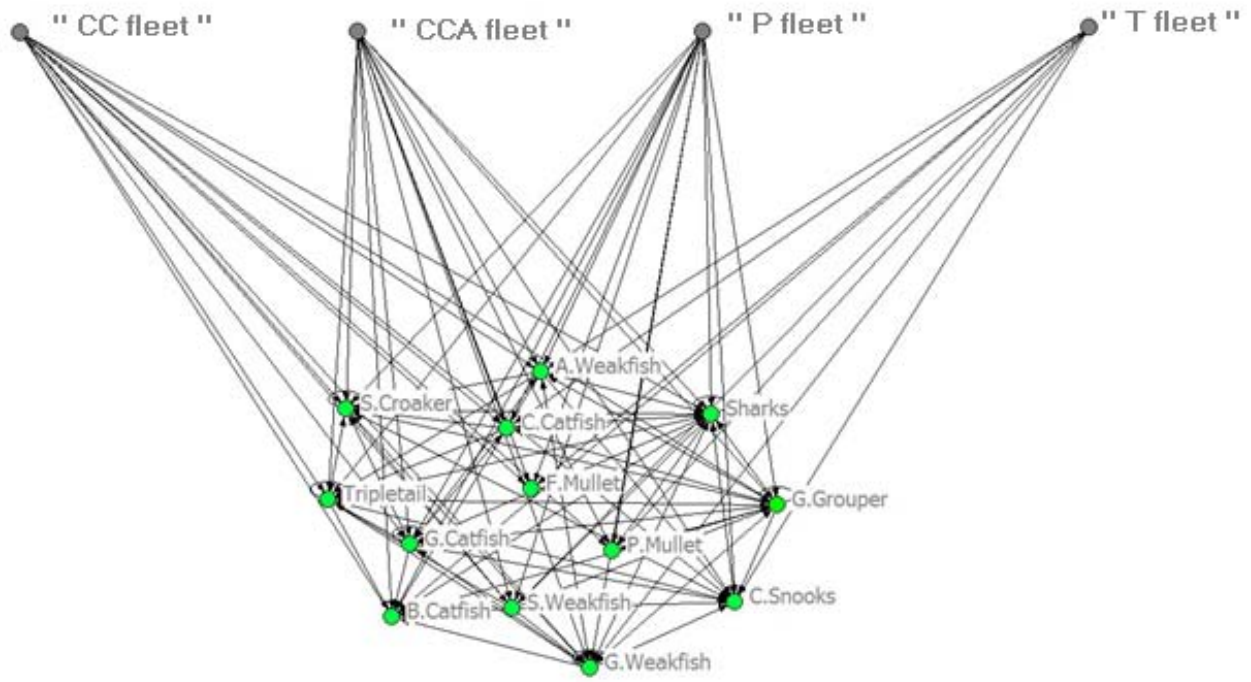 " CC fleet "
" CCA fleet "
" P fleet "
" T fleet "
A.Weakfish
S.Croaker
C.Catfish
Sharks
F.Mullet
Tripletail
G.Grouper
G.Catfish
P.Mullet
C.Snooks
S.Weakfish
B.Catfish
G.Weakfish